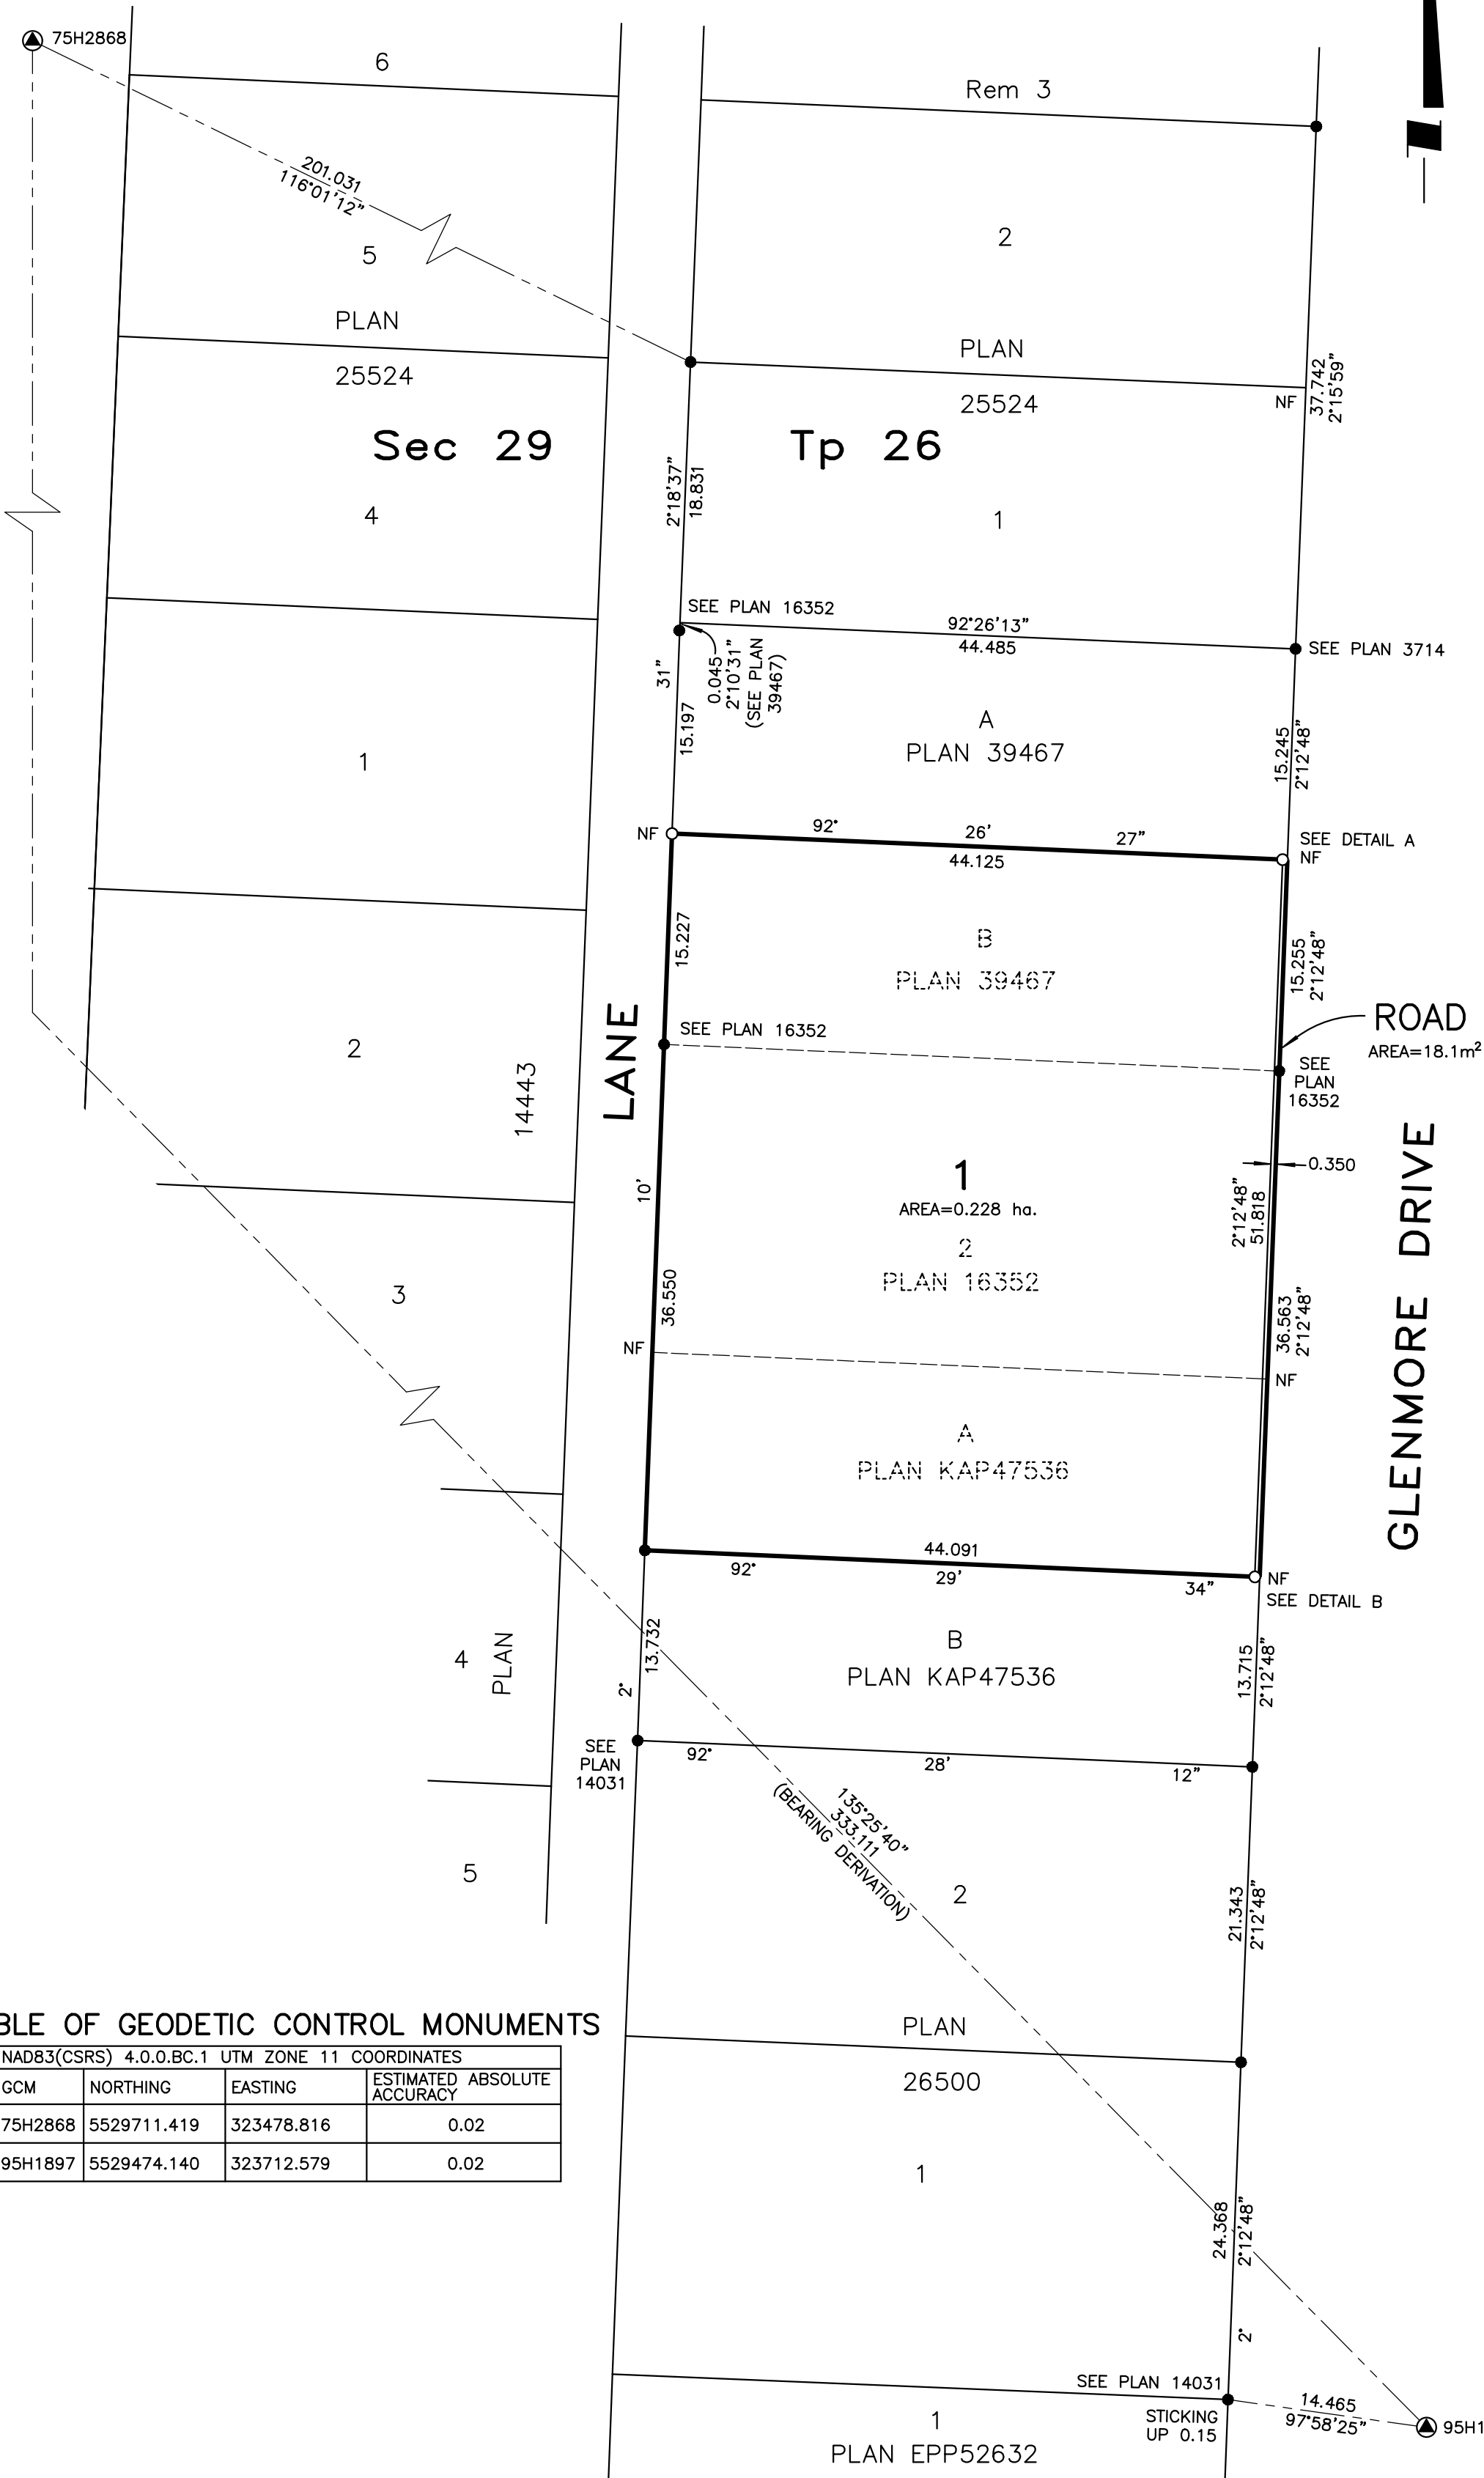 75H2868
6
Rem 3
201.031
116°01'12"
5
2
PLAN
25524
PLAN
25524
NF
37.742
2°15'59"
Sec 29
Tp 26
4
1
2°18'37"
18.831
SEE PLAN 16352
92°26'13"
44.485
SEE PLAN 3714
0.045
2°10'31"
(SEE PLAN
39467)
31"
15.197
A
PLAN 39467
15.245
2°12'48"
1
NF
92° 26' 27"
44.125
SEE DETAIL A
NF
15.227
B
PLAN 39467
15.255
2°12'48"
ROAD
AREA=18.1m²
SEE PLAN 16352
SEE
PLAN
16352
2
14443
LANE
0.350
1
AREA=0.228 ha.
2
PLAN 16352
2°12'48"
51.818
10'
36.550
36.563
2°12'48"
GLENMORE DRIVE
3
NF
NF
A
PLAN KAP47536
44.091
92° 29' 34"
NF
SEE DETAIL B
13.732
B
PLAN KAP47536
13.715
2°12'48"
4
PLAN
2°
SEE
PLAN
14031
92° 28' 12"
135°25'40"
333.111
(BEARING DERIVATION)
5
2
21.343
2°12'48"
BLE OF GEODETIC CONTROL MONUMENTS
NAD83(CSRS) 4.0.0.BC.1 UTM ZONE 11 COORDINATES
GCM NORTHING EASTING ESTIMATED ABSOLUTE
ACCURACY
75H2868 5529711.419 323478.816 0.02
95H1897 5529474.140 323712.579 0.02
PLAN
26500
1
24.368
2°12'48"
2°
SEE PLAN 14031
STICKING
UP 0.15
14.465
97°58'25"
95H1
1
PLAN EPP52632